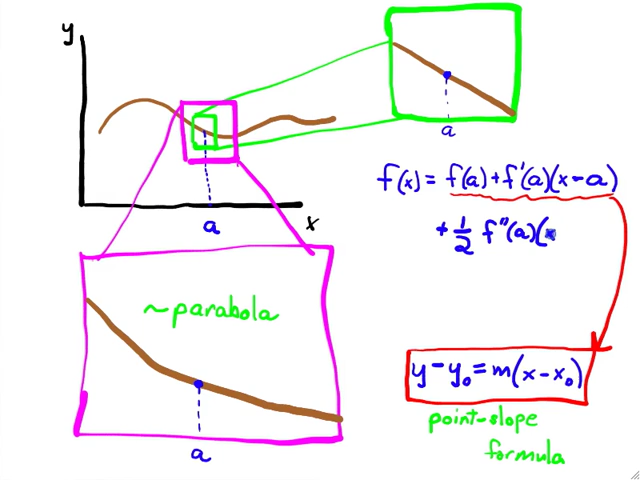 y
a
x
a
f(x) = f(a) + f'(a)(x-a)
+ 1/2 f''(a)(
~parabola
a
y - y₀ = m(x - x₀)
point-slope
formula